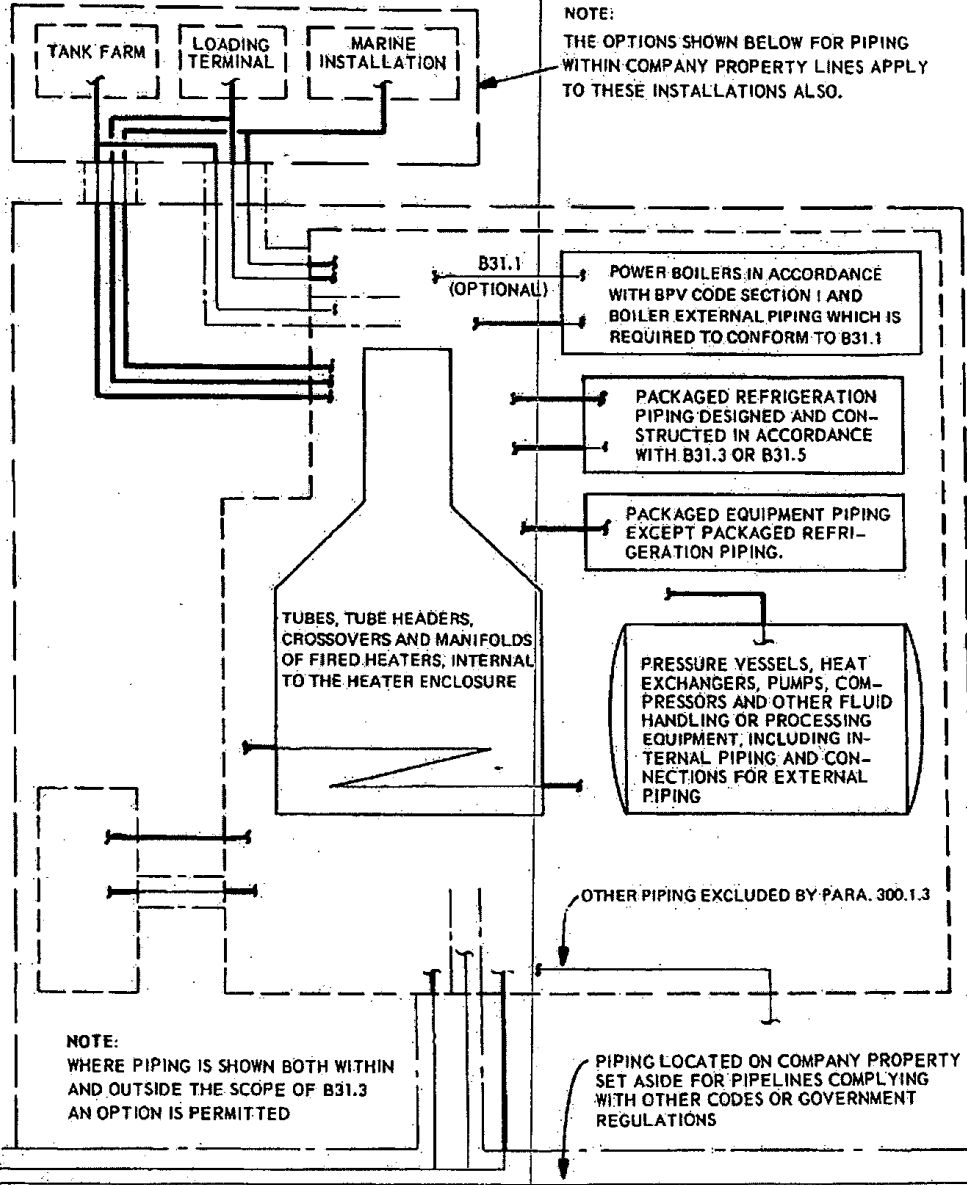 TANK FARM
LOADING
TERMINAL
MARINE
INSTALLATION
NOTE:
THE OPTIONS SHOWN BELOW FOR PIPING
WITHIN COMPANY PROPERTY LINES APPLY
TO THESE INSTALLATIONS ALSO.
B31.1
(OPTIONAL)
POWER BOILERS IN ACCORDANCE
WITH BPV CODE SECTION I AND
BOILER EXTERNAL PIPING WHICH IS
REQUIRED TO CONFORM TO B31.1
PACKAGED REFRIGERATION
PIPING DESIGNED AND CON-
STRUCTED IN ACCORDANCE
WITH B31.3 OR B31.5
PACKAGED EQUIPMENT PIPING
EXCEPT PACKAGED REFRI-
GERATION PIPING.
TUBES, TUBE HEADERS,
CROSSOVERS AND MANIFOLDS
OF FIRED HEATERS, INTERNAL
TO THE HEATER ENCLOSURE
PRESSURE VESSELS, HEAT
EXCHANGERS, PUMPS, COM-
PRESSORS AND OTHER FLUID
HANDLING OR PROCESSING
EQUIPMENT, INCLUDING IN-
TERNAL PIPING AND CON-
NECTIONS FOR EXTERNAL
PIPING
OTHER PIPING EXCLUDED BY PARA. 300.1.3
NOTE:
WHERE PIPING IS SHOWN BOTH WITHIN
AND OUTSIDE THE SCOPE OF B31.3
AN OPTION IS PERMITTED
PIPING LOCATED ON COMPANY PROPERTY
SET ASIDE FOR PIPELINES COMPLYING
WITH OTHER CODES OR GOVERNMENT
REGULATIONS